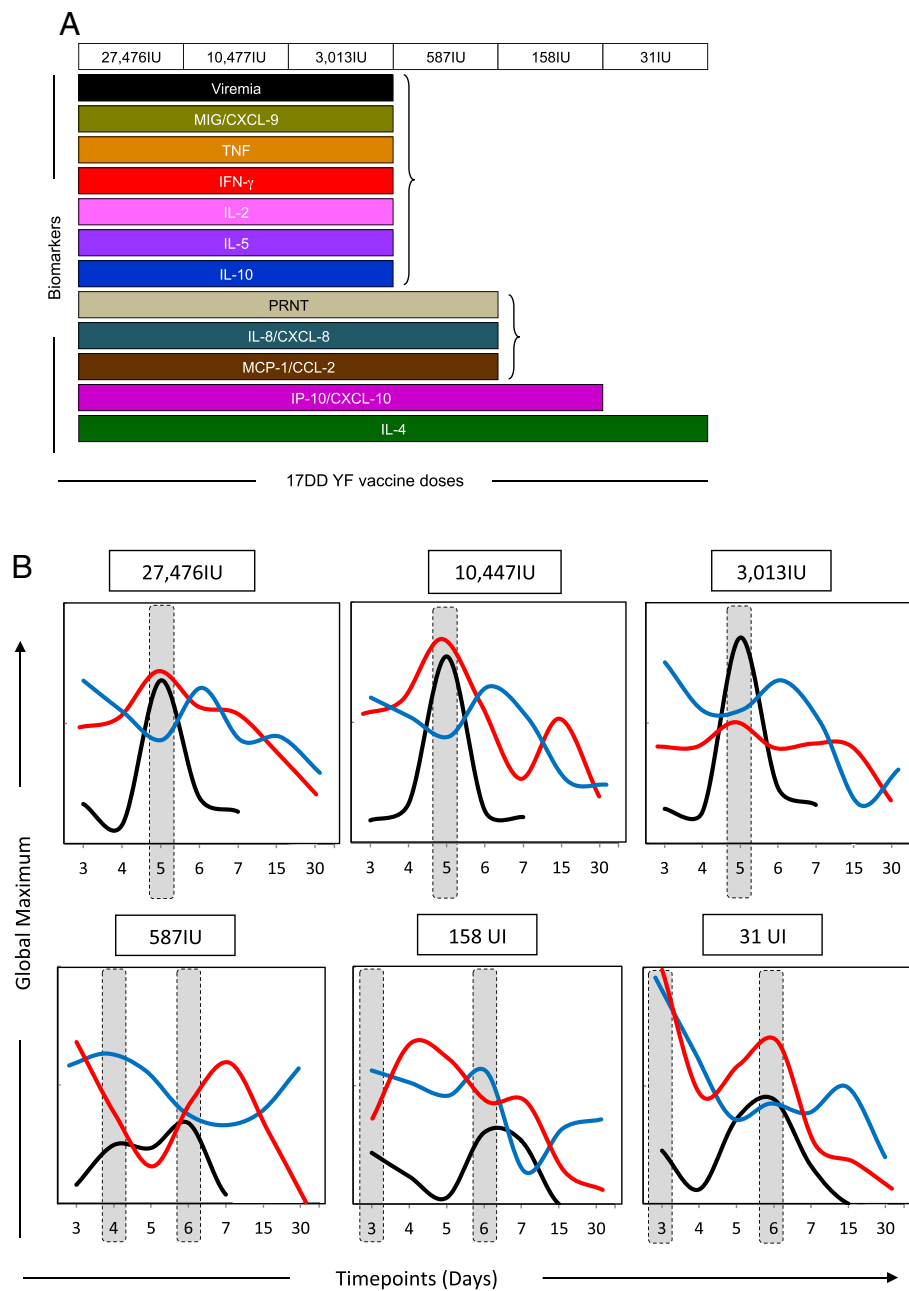 A
27,476IU 10,477IU 3,013IU 587IU 158IU 31IU
Viremia
MIG/CXCL-9
TNF
IFN-γ
IL-2
IL-5
IL-10
PRNT
IL-8/CXCL-8
MCP-1/CCL-2
IP-10/CXCL-10
IL-4
Biomarkers
17DD YF vaccine doses
B
27,476IU 10,447IU 3,013IU
3 4 5 6 7 15 30 3 4 5 6 7 15 30 3 4 5 6 7 15 30
587IU 158 UI 31 UI
3 4 5 6 7 15 30 3 4 5 6 7 15 30 3 4 5 6 7 15 30
Global Maximum
Timepoints (Days)